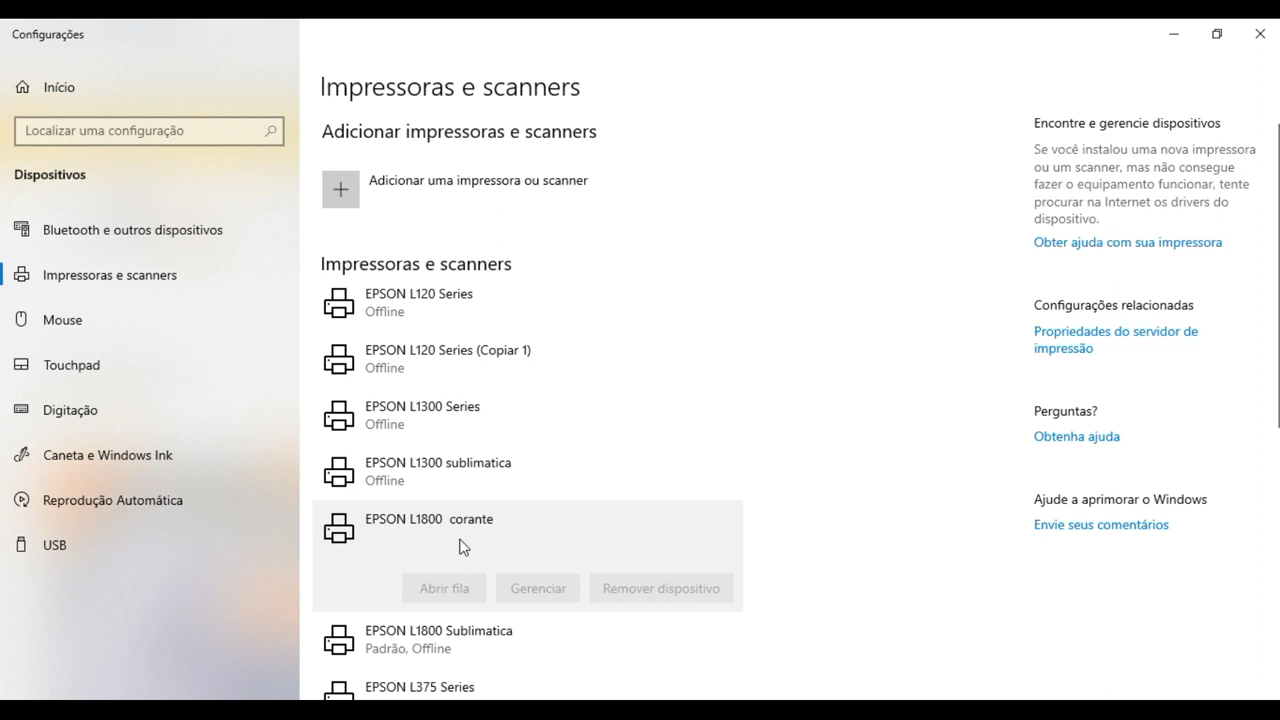 Configurações
Início
Localizar uma configuração
Dispositivos
Bluetooth e outros dispositivos
Impressoras e scanners
Mouse
Touchpad
Digitação
Caneta e Windows Ink
Reprodução Automática
USB
Impressoras e scanners
Adicionar impressoras e scanners
Adicionar uma impressora ou scanner
Impressoras e scanners
EPSON L120 Series
Offline
EPSON L120 Series (Copiar 1)
Offline
EPSON L1300 Series
Offline
EPSON L1300 sublimatica
Offline
EPSON L1800  corante
Abrir fila
Gerenciar
Remover dispositivo
EPSON L1800 Sublimatica
Padrão, Offline
EPSON L375 Series
Encontre e gerencie dispositivos
Se você instalou uma nova impressora
ou um scanner, mas não consegue
fazer o equipamento funcionar, tente
procurar na Internet os drivers do
dispositivo.
Obter ajuda com sua impressora
Configurações relacionadas
Propriedades do servidor de
impressão
Perguntas?
Obtenha ajuda
Ajude a aprimorar o Windows
Envie seus comentários